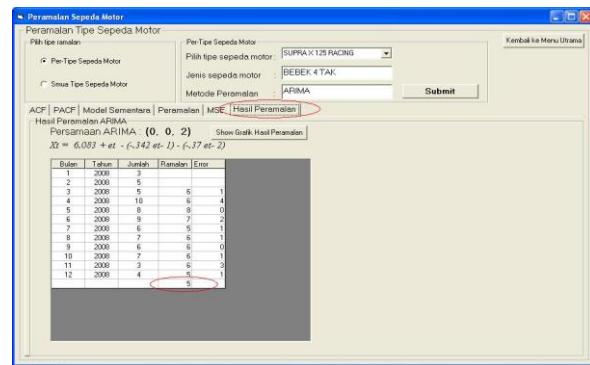 Peramalan Sepeda Motor
Peramalan Tipe Sepeda Motor
Pilih tipe ramalan
Per-Tipe Sepeda Motor
Kembali ke Menu Utrama
Per-Tipe Sepeda Motor
Pilih tipe sepeda motor : SUPRA X 125 RACING
Jenis sepeda motor : BEBEK 4 TAK
Smua Tipe Sepeda Motor
Metode Peramalan : ARIMA
Submit
ACF PACF Model Sementara Peramalan MSE Hasil Peramalan
Hasil Peramalan ARIMA
Persamaan ARIMA : (0, 0, 2) Show Grafik Hasil Peramalan
Xt = 6.083 + et - (-.342 et- 1) - (-.37 et- 2)
Bulan Tahun Jumlah Ramalan Error
1 2008 3
2 2008 5
3 2008 5 6 1
4 2008 10 6 4
5 2008 8 8 0
6 2008 9 7 2
7 2008 6 5 1
8 2008 7 6 1
9 2008 6 6 0
10 2008 7 6 1
11 2008 3 6 3
12 2008 4 5 1
5